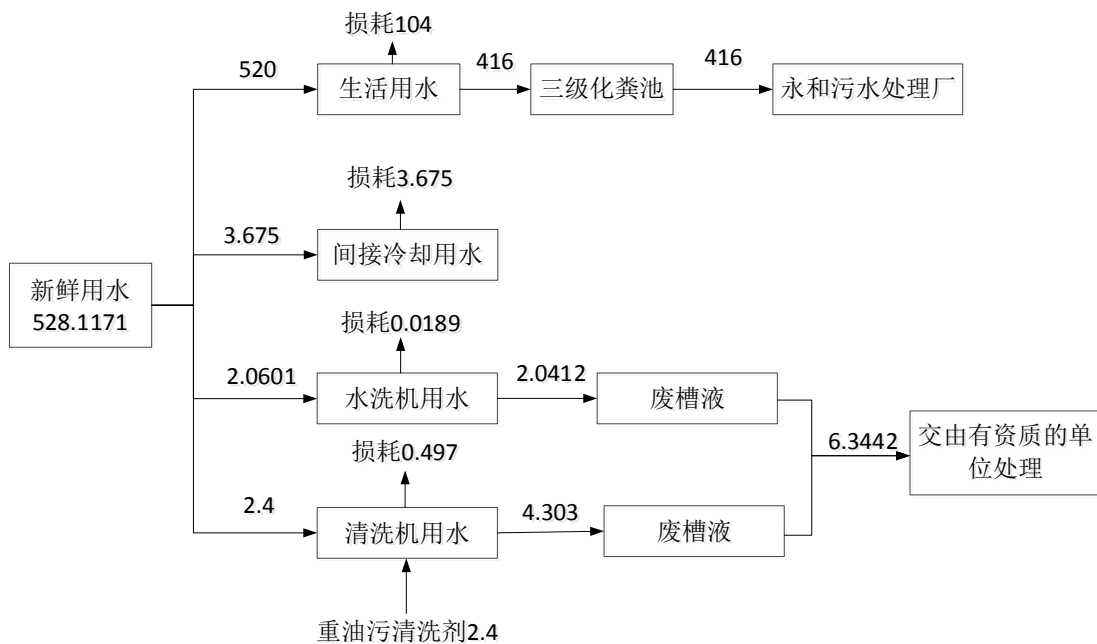 损耗104
520
生活用水
416
三级化粪池
416
永和污水处理厂
损耗3.675
3.675
间接冷却用水
新鲜用水
528.1171
损耗0.0189
2.0601
水洗机用水
2.0412
废槽液
损耗0.497
2.4
清洗机用水
4.303
废槽液
6.3442
交由有资质的单
位处理
重油污清洗剂2.4